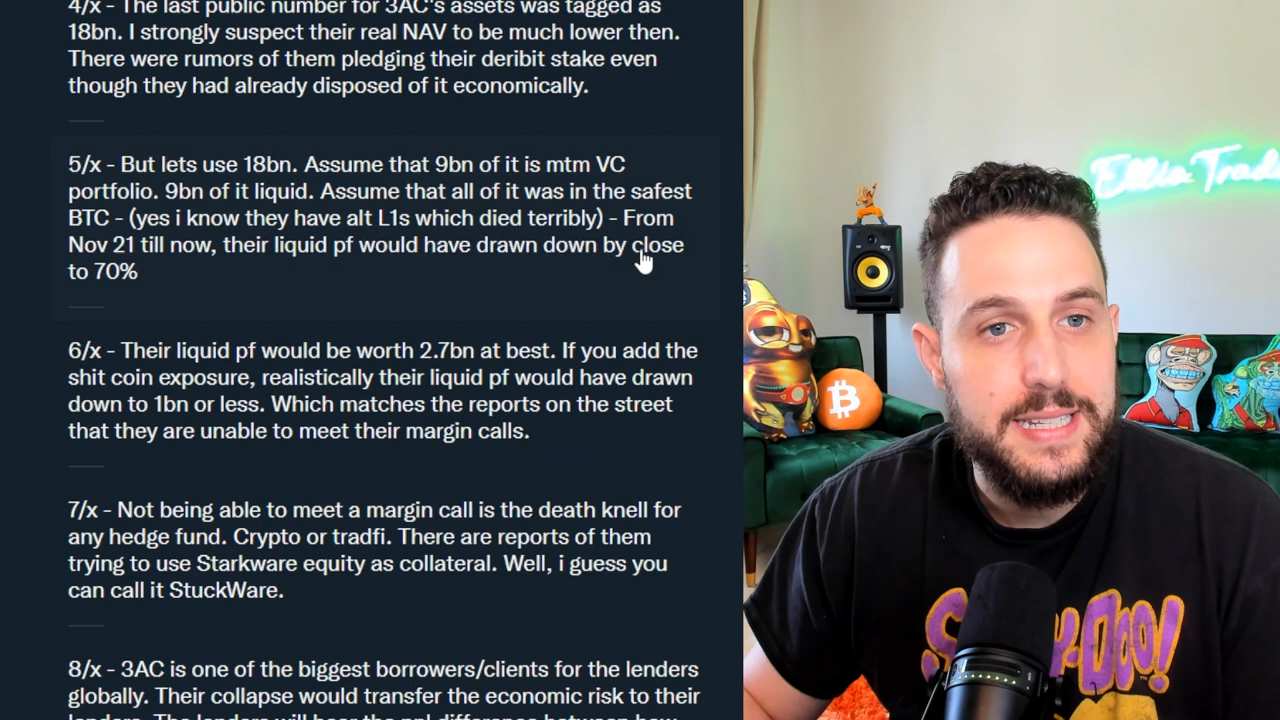 4/x - The last public number for 3AC's assets was tagged as
18bn. I strongly suspect their real NAV to be much lower then.
There were rumors of them pledging their deribit stake even
though they had already disposed of it economically.
5/x - But lets use 18bn. Assume that 9bn of it is mtm VC
portfolio. 9bn of it liquid. Assume that all of it was in the safest
BTC - (yes i know they have alt L1s which died terribly) - From
Nov 21 till now, their liquid pf would have drawn down by close
to 70%
6/x - Their liquid pf would be worth 2.7bn at best. If you add the
shit coin exposure, realistically their liquid pf would have drawn
down to 1bn or less. Which matches the reports on the street
that they are unable to meet their margin calls.
7/x - Not being able to meet a margin call is the death knell for
any hedge fund. Crypto or tradfi. There are reports of them
trying to use Starkware equity as collateral. Well, i guess you
can call it StuckWare.
8/x - 3AC is one of the biggest borrowers/clients for the lenders
globally. Their collapse would transfer the economic risk to their